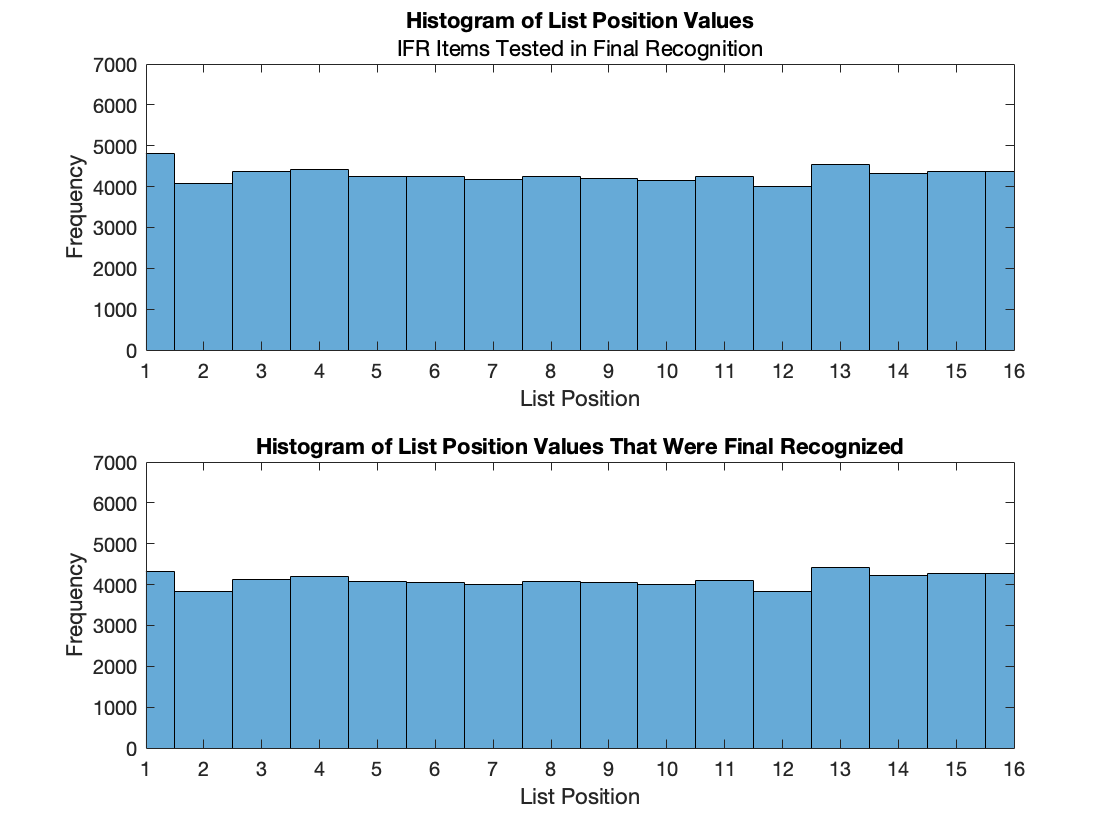 Histogram of List Position Values
IFR Items Tested in Final Recognition
7000
6000
5000
4000
3000
2000
1000
0
Frequency
1 2 3 4 5 6 7 8 9 10 11 12 13 14 15 16
List Position
Histogram of List Position Values That Were Final Recognized
7000
6000
5000
4000
3000
2000
1000
0
Frequency
1 2 3 4 5 6 7 8 9 10 11 12 13 14 15 16
List Position